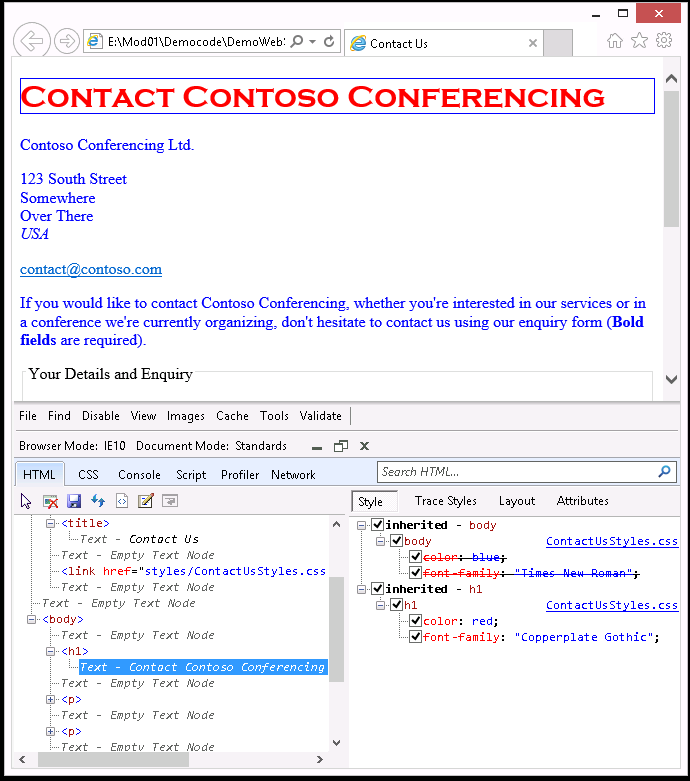 E:\Mod01\Democode\DemoWeb
Contact Us
Contact Contoso Conferencing
Contoso Conferencing Ltd.
123 South Street
Somewhere
Over There
USA
contact@contoso.com
If you would like to contact Contoso Conferencing, whether you're interested in our services or in
a conference we're currently organizing, don't hesitate to contact us using our enquiry form (Bold
fields are required).
Your Details and Enquiry
File Find Disable View Images Cache Tools Validate
Browser Mode: IE10 Document Mode: Standards
HTML CSS Console Script Profiler Network Search HTML...
Style Trace Styles Layout Attributes
<title>
Text - Contact Us
Text - Empty Text Node
<link href="styles/ContactUsStyles.css
Text - Empty Text Node
Text - Empty Text Node
<body>
Text - Empty Text Node
<h1>
Text - Contact Contoso Conferencing
Text - Empty Text Node
<p>
Text - Empty Text Node
<p>
Text - Empty Text Node
inherited - body
body ContactUsStyles.css
color: blue;
font-family: "Times New Roman";
inherited - h1
h1 ContactUsStyles.css
color: red;
font-family: "Copperplate Gothic";